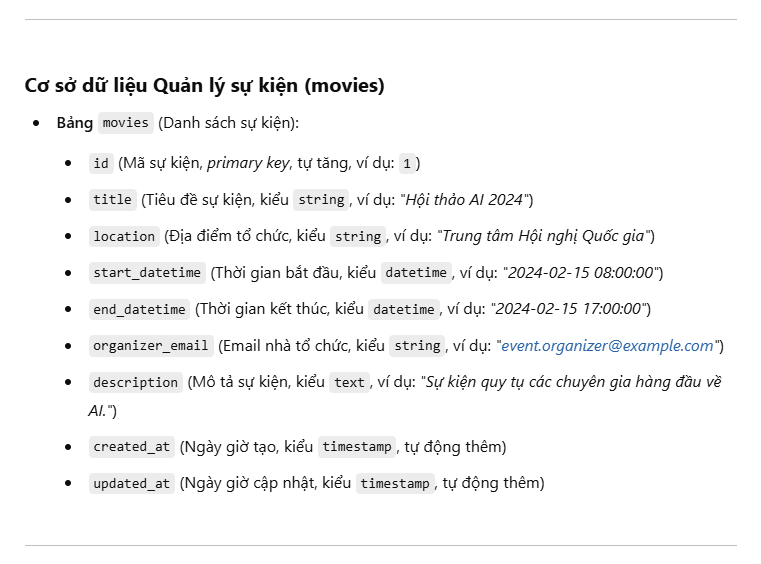 Cơ sở dữ liệu Quản lý sự kiện (movies)
Bảng movies (Danh sách sự kiện):
id (Mã sự kiện, primary key, tự tăng, ví dụ: 1)
title (Tiêu đề sự kiện, kiểu string, ví dụ: "Hội thảo AI 2024")
location (Địa điểm tổ chức, kiểu string, ví dụ: "Trung tâm Hội nghị Quốc gia")
start_datetime (Thời gian bắt đầu, kiểu datetime, ví dụ: "2024-02-15 08:00:00")
end_datetime (Thời gian kết thúc, kiểu datetime, ví dụ: "2024-02-15 17:00:00")
organizer_email (Email nhà tổ chức, kiểu string, ví dụ: "event.organizer@example.com")
description (Mô tả sự kiện, kiểu text, ví dụ: "Sự kiện quy tụ các chuyên gia hàng đầu về
AI.")
created_at (Ngày giờ tạo, kiểu timestamp, tự động thêm)
updated_at (Ngày giờ cập nhật, kiểu timestamp, tự động thêm)